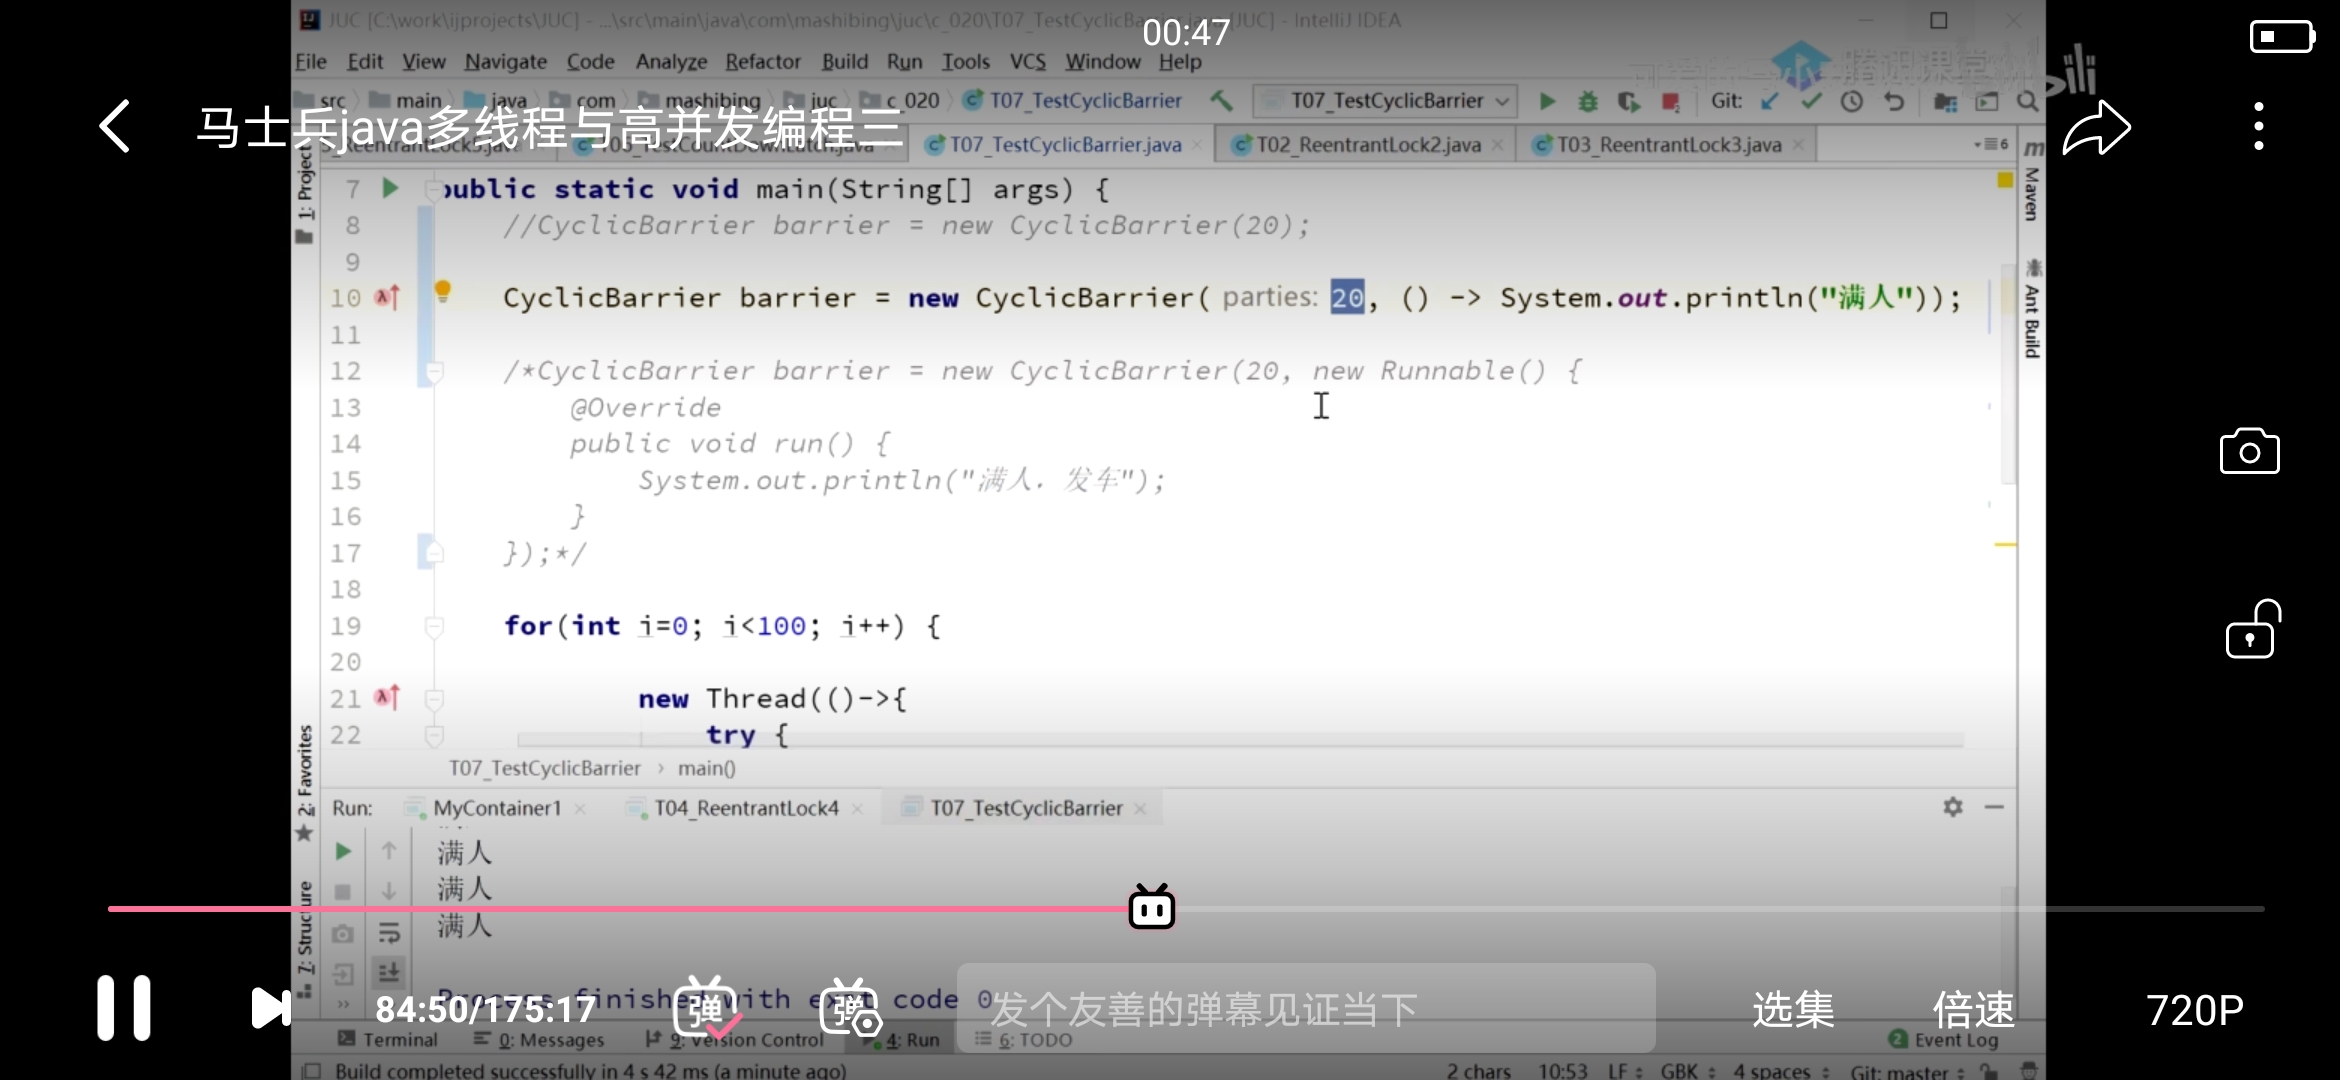 JUC [C:\work\ijprojects\JUC] - ...\src\main\java\com\mashibing\juc\c_020\T07_TestCyclicBarrier.java [JUC] - IntelliJ IDEA
00:47
File Edit View Navigate Code Analyze Refactor Build Run Tools VCS Window Help
腾讯课堂
src main java com mashibing juc c_020 T07_TestCyclicBarrier T07_TestCyclicBarrier Git:
马士兵java多线程与高并发编程三
T07_TestCyclicBarrier.java T02_ReentrantLock2.java T03_ReentrantLock3.java 6
1: Project
Maven
Ant Build
7 public static void main(String[] args) {
8 //CyclicBarrier barrier = new CyclicBarrier(20);
9
10 CyclicBarrier barrier = new CyclicBarrier( parties: 20, () -> System.out.println("满人"));
11
12 /*CyclicBarrier barrier = new CyclicBarrier(20, new Runnable() {
13 @Override
14 public void run() {
15 System.out.println("满人，发车");
16 }
17 });*/
18
19 for(int i=0; i<100; i++) {
20
21 new Thread(()->{
22 try {
T07_TestCyclicBarrier › main()
2: Favorites
7: Structure
Run: MyContainer1 T04_ReentrantLock4 T07_TestCyclicBarrier
满人
满人
满人
Process finished with exit code 0
84:50/175:17 弹 弹 发个友善的弹幕见证当下 选集 倍速 720P
Terminal 0: Messages 9: Version Control 4: Run 6: TODO 2 Event Log
Build completed successfully in 4 s 42 ms (a minute ago) 2 chars 10:53 LF GBK 4 spaces Git: master